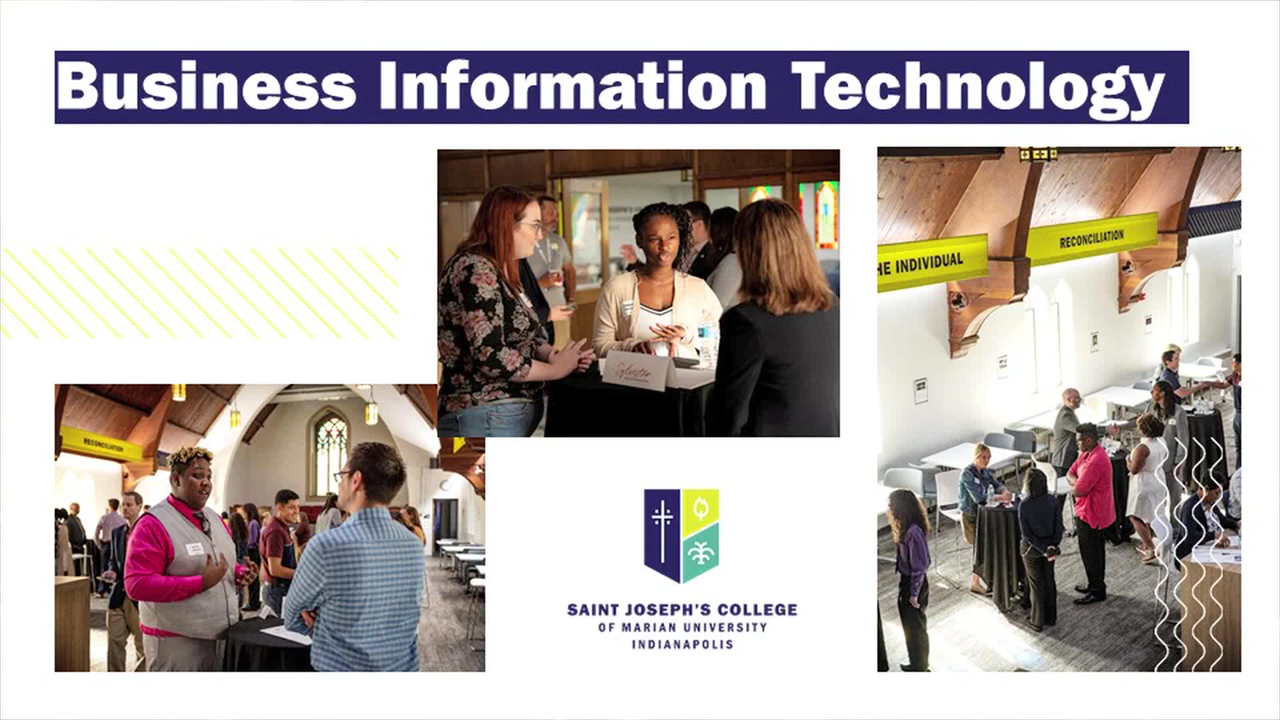 Business Information Technology
HE INDIVIDUAL
RECONCILIATION
RECONCILIATION
SAINT JOSEPH'S COLLEGE
OF MARIAN UNIVERSITY
INDIANAPOLIS